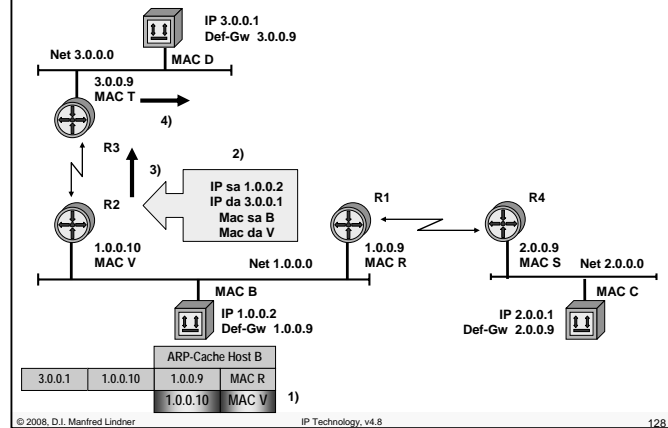 IP 3.0.0.1
Def-Gw 3.0.0.9
Net 3.0.0.0
MAC D
3.0.0.9
MAC T
4)
R3
3)
2)
IP sa 1.0.0.2
IP da 3.0.0.1
Mac sa B
Mac da V
R2
R1
R4
1.0.0.10
MAC V
Net 1.0.0.0
1.0.0.9
MAC R
2.0.0.9
MAC S
Net 2.0.0.0
MAC B
MAC C
IP 1.0.0.2
Def-Gw 1.0.0.9
IP 2.0.0.1
Def-Gw 2.0.0.9
ARP-Cache Host B
3.0.0.1 1.0.0.10 1.0.0.9 MAC R
1.0.0.10 MAC V 1)
© 2008, D.I. Manfred Lindner IP Technology, v4.8 128